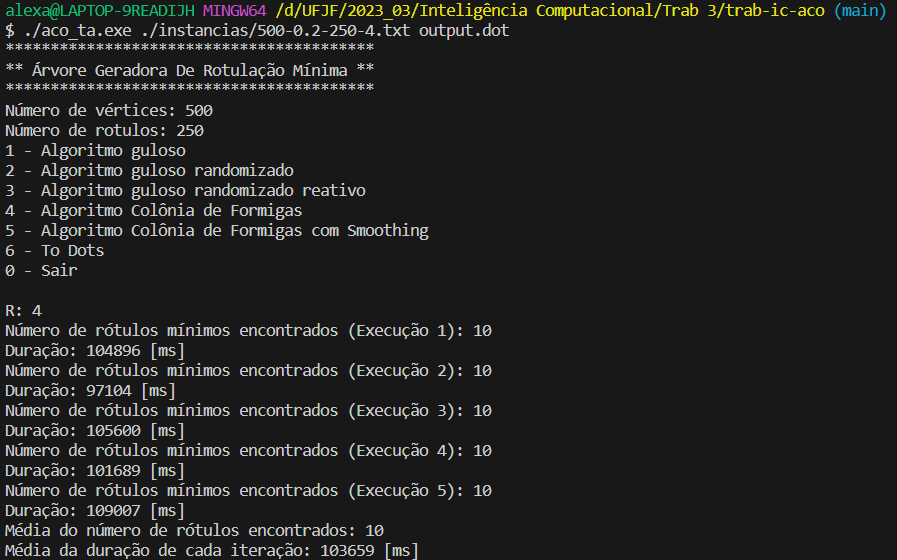 alexa@LAPTOP-9READIJH MINGW64 /d/UFJF/2023_03/Inteligência Computacional/Trab 3/trab-ic-aco (main)
$ ./aco_ta.exe ./instancias/500-0.2-250-4.txt output.dot
*****************************************
** Árvore Geradora De Rotulação Mínima **
*****************************************
Número de vértices: 500
Número de rotulos: 250
1 - Algoritmo guloso
2 - Algoritmo guloso randomizado
3 - Algoritmo guloso randomizado reativo
4 - Algoritmo Colônia de Formigas
5 - Algoritmo Colônia de Formigas com Smoothing
6 - To Dots
0 - Sair
R: 4
Número de rótulos mínimos encontrados (Execução 1): 10
Duração: 104896 [ms]
Número de rótulos mínimos encontrados (Execução 2): 10
Duração: 97104 [ms]
Número de rótulos mínimos encontrados (Execução 3): 10
Duração: 105600 [ms]
Número de rótulos mínimos encontrados (Execução 4): 10
Duração: 101689 [ms]
Número de rótulos mínimos encontrados (Execução 5): 10
Duração: 109007 [ms]
Média do número de rótulos encontrados: 10
Média da duração de cada iteração: 103659 [ms]